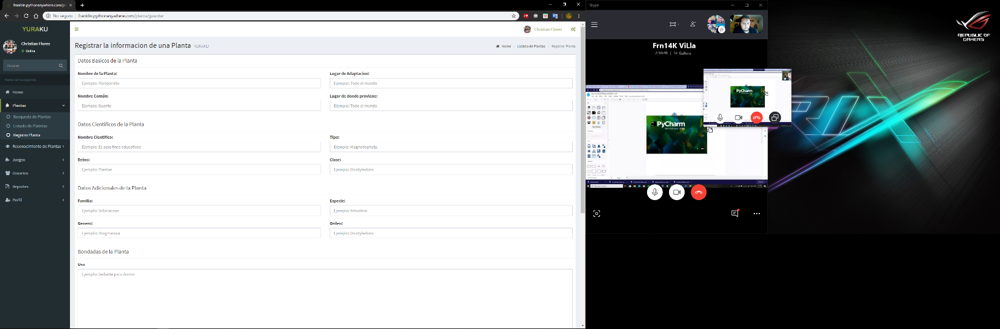 franklin.pythonanywhere.com/pl
No seguro | franklin.pythonanywhere.com/planta/guardar
YURAKU
Christian Flores
Christian Flores
Online
Buscar
Menú de Navegación
Home
Plantas
Busqueda de Plantas
Listado de Platntas
Registro Planta
Reconocimiento de Plantas
Juegos
Usuarios
Reportes
Perfil
Registrar la informacion de una Planta YURAKU
Home
Listado de Plantas
Registrar Planta
Datos Basicos de la Planta
Nombre de la Planta:
Ejemplo: Floripondio
Lugar de Adaptacion:
Ejemplo: Todo el mundo
Nombre Común:
Ejemplo: Guanto
Lugar de donde proviene:
Ejemplo: Todo el mundo
Datos Cientificos de la Planta
Nombre Cientifico:
Ejemplo: Es para fines educativos
Tipo:
Ejemplo: Magnoliophyta.
Reino:
Ejemplo: Plantae
Clase:
Ejemplo: Dicotyledons
Datos Adicionales de la Planta
Familia:
Ejemplo: Solanaceae
Especie:
Ejemplo: Arbustiva
Genero:
Ejemplo: Brugmansia
Orden:
Ejemplo: Dicotyledons
Bondadas de la Planta
Uso
Ejemplo: Sedante para dormir
Skype
Frn14K ViLla
2:58:40 | Gallery
PyCharm
PyCharm
REPUBLIC OF
GAMERS